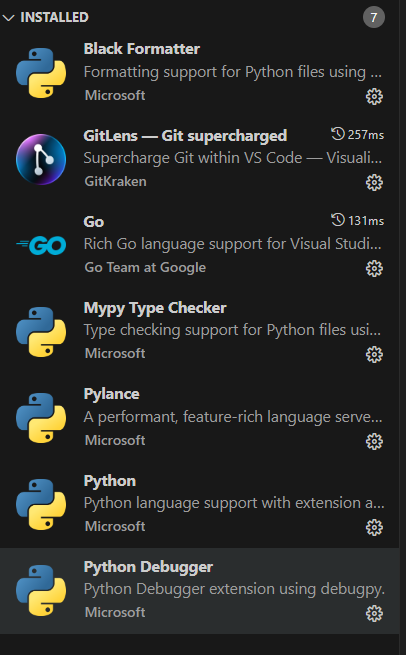 INSTALLED 7
Black Formatter
Formatting support for Python files using ...
Microsoft
GitLens — Git supercharged 257ms
Supercharge Git within VS Code — Visuali...
GitKraken
GO
Go 131ms
Rich Go language support for Visual Studi...
Go Team at Google
Mypy Type Checker
Type checking support for Python files usi...
Microsoft
Pylance
A performant, feature-rich language serve...
Microsoft
Python
Python language support with extension a...
Microsoft
Python Debugger
Python Debugger extension using debugpy.
Microsoft